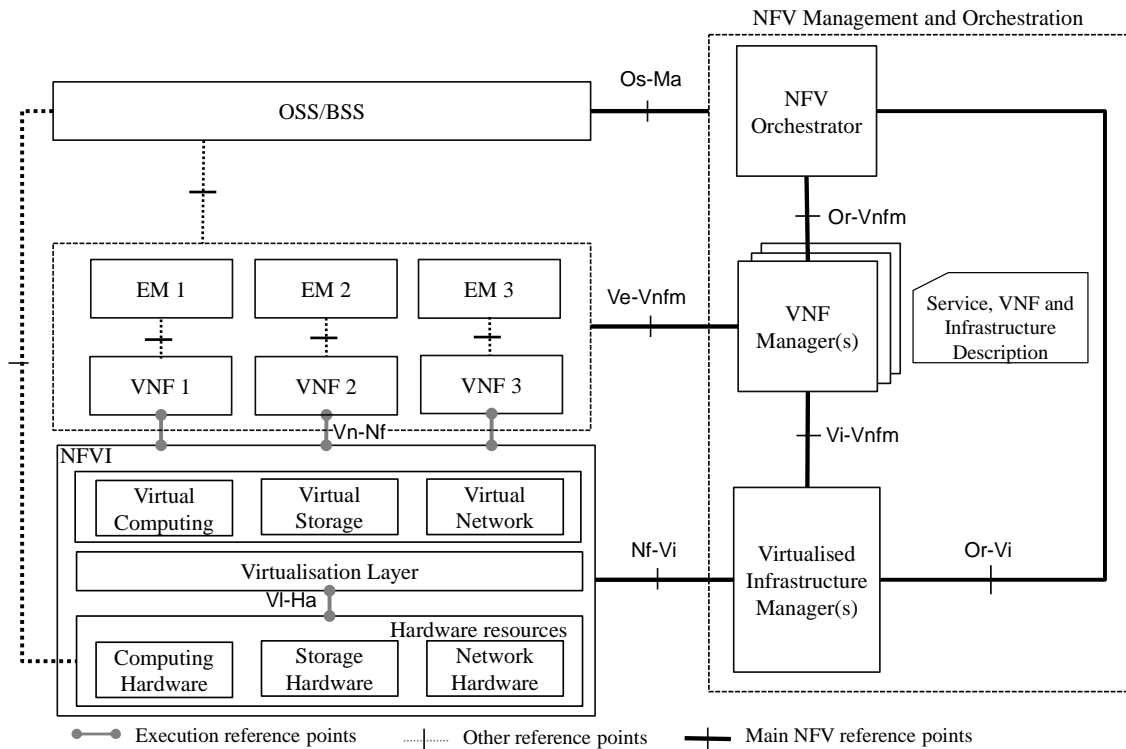 NFV Management and Orchestration
Os-Ma
OSS/BSS
NFV
Orchestrator
Or-Vnfm
EM 1
EM 2
EM 3
Ve-Vnfm
VNF
Manager(s)
Service, VNF and
Infrastructure
Description
VNF 1
VNF 2
VNF 3
Vn-Nf
Vi-Vnfm
NFVI
Virtual
Computing
Virtual
Storage
Virtual
Network
Nf-Vi
Virtualised
Infrastructure
Manager(s)
Or-Vi
Virtualisation Layer
Vl-Ha
Hardware resources
Computing
Hardware
Storage
Hardware
Network
Hardware
Execution reference points
Other reference points
Main NFV reference points